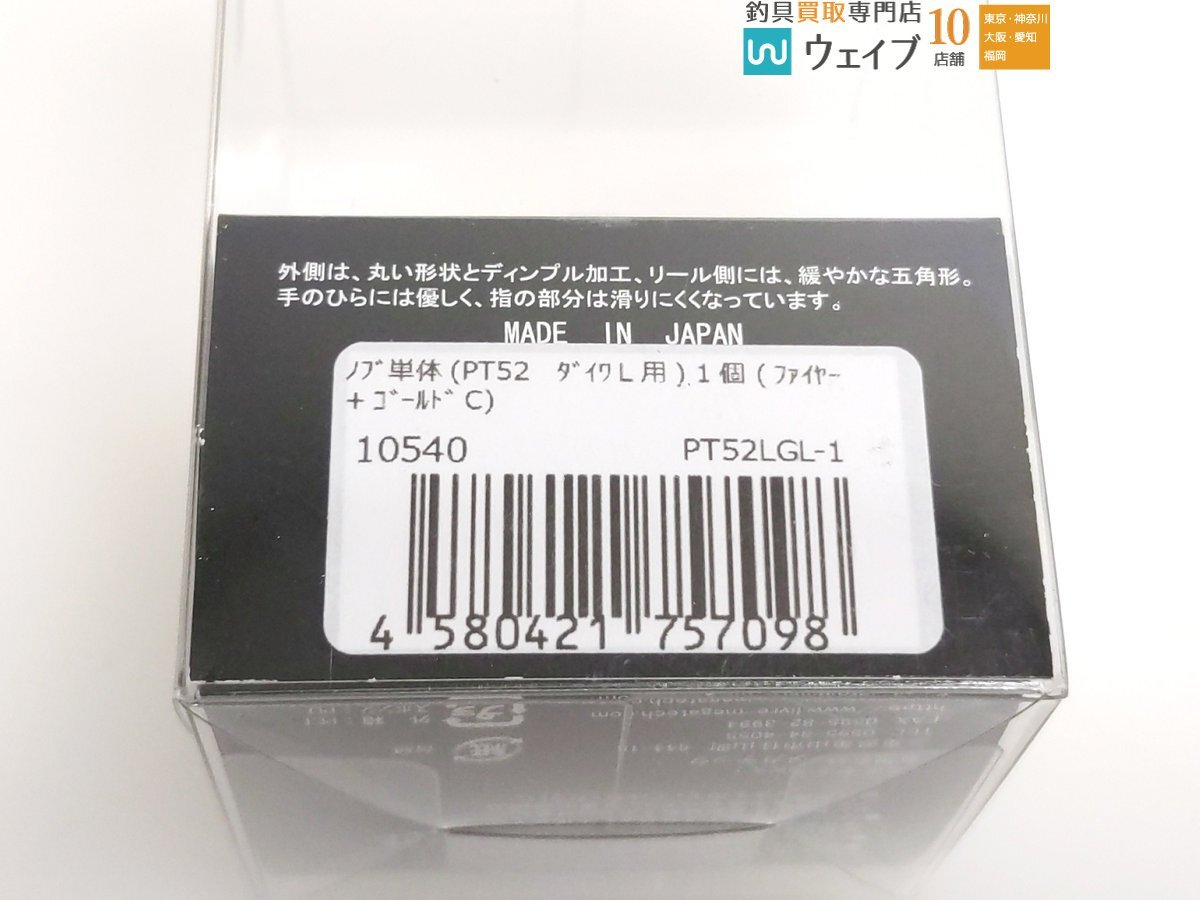 釣具買取専門店
ウェイブ
10
店舗
東京・神奈川
大阪・愛知
福岡
外側は、丸い形状とディンプル加工、リール側には、緩やかな五角形。
手のひらには優しく、指の部分は滑りにくくなっています。
MADE IN JAPAN
ﾉﾌﾞ単体(PT52 ﾀﾞｲﾜL用)1個(ﾌｧｲﾔｰ
+ｺﾞｰﾙﾄﾞC)
10540 PT52LGL-1
4 580421 757098